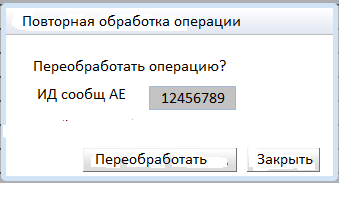 Повторная обработка операции
Переобработать операцию?
ИД сообщ АЕ 12456789
Переобработать Закрыть